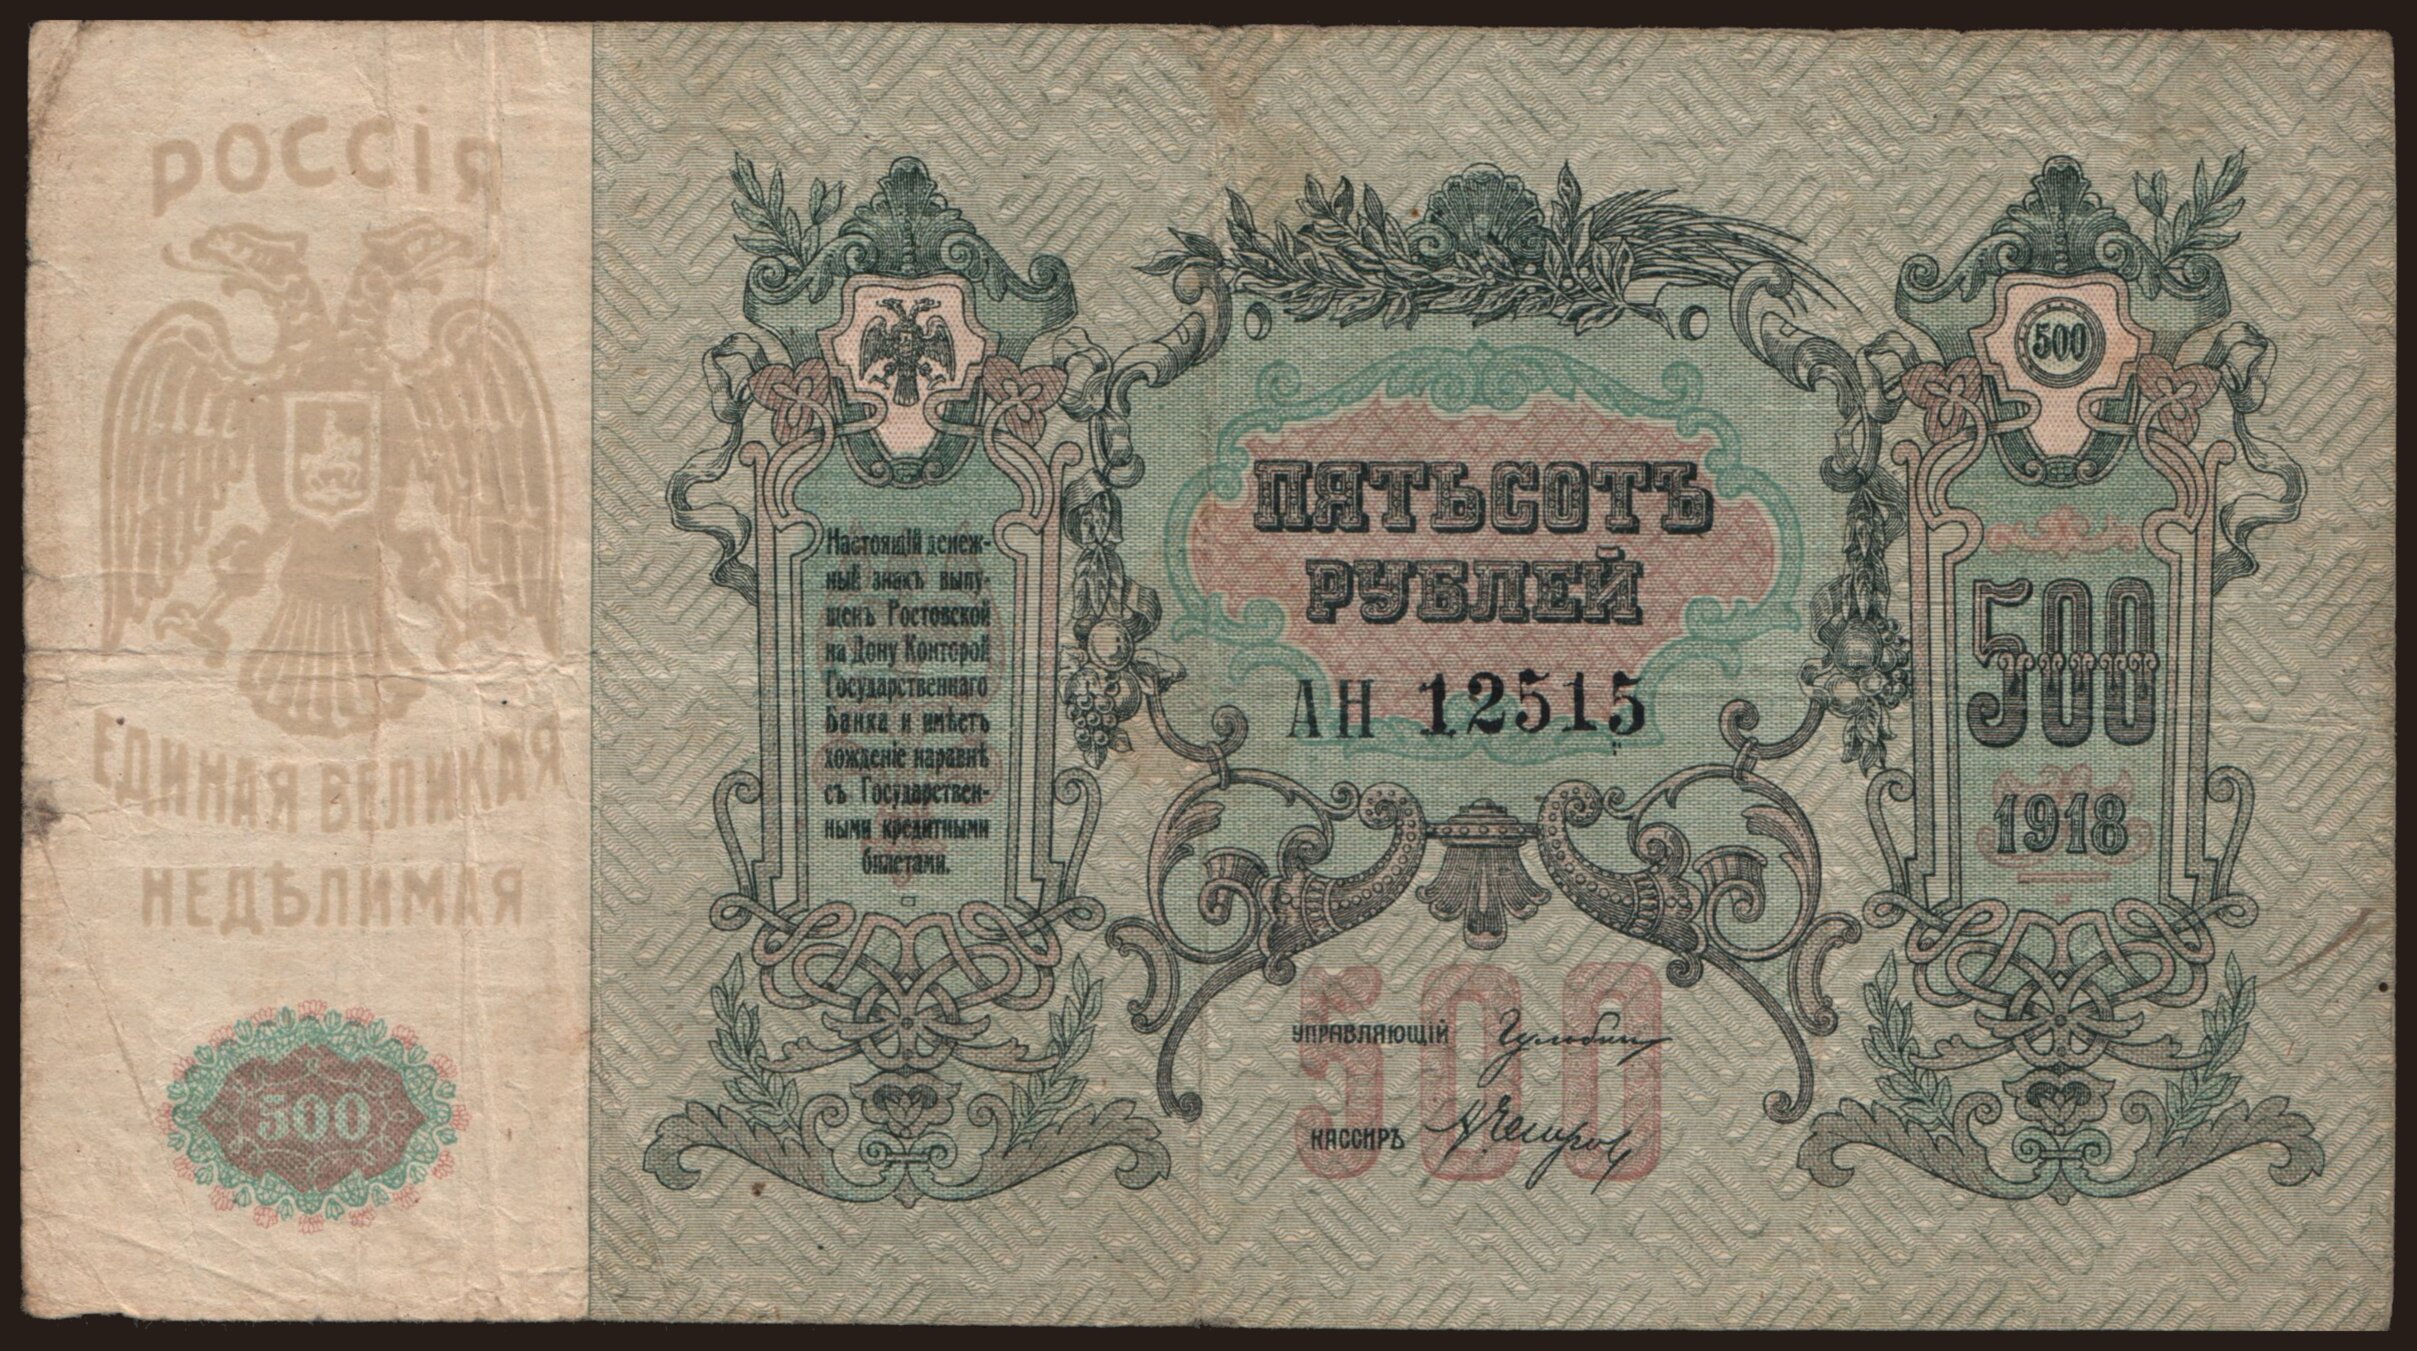 РОССІЯ
ЕДИНАЯ ВЕЛИКАЯ
НЕДѢЛИМАЯ
500
Настоящій денеж-
ный знакъ выпу-
щенъ Ростовской
на Дону Конторой
Государственнаго
Банка и имѣетъ
хожденіе наравнѣ
съ Государствен-
ными кредитными
билетами.
ПЯТЬСОТЪ
РУБЛЕЙ
АН 12515
500
УПРАВЛЯЮЩІЙ
КАССИРЪ
500
500
1918